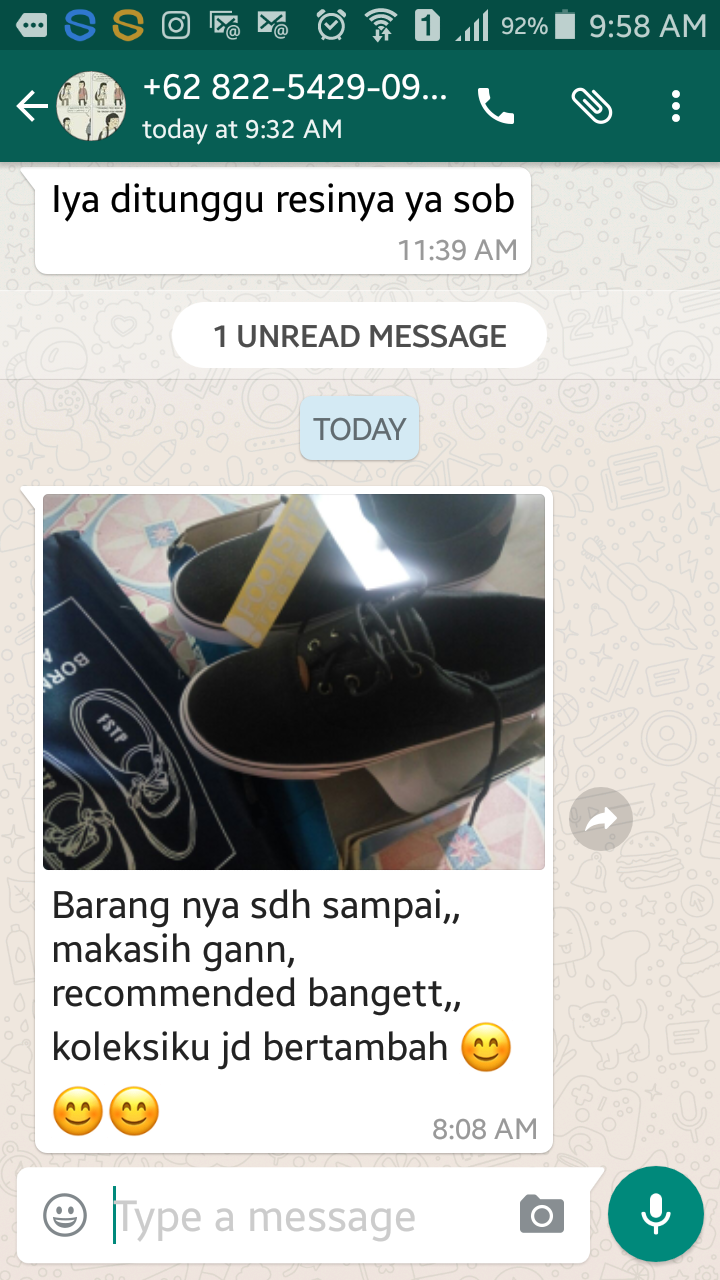 92% 9:58 AM
+62 822-5429-09...
today at 9:32 AM
Iya ditunggu resinya ya sob
11:39 AM
1 UNREAD MESSAGE
TODAY
BORN
A
FSTP
TP
Barang nya sdh sampai,,
makasih gann,
recommended bangett,,
koleksiku jd bertambah 😊
😊😊
8:08 AM
Type a message